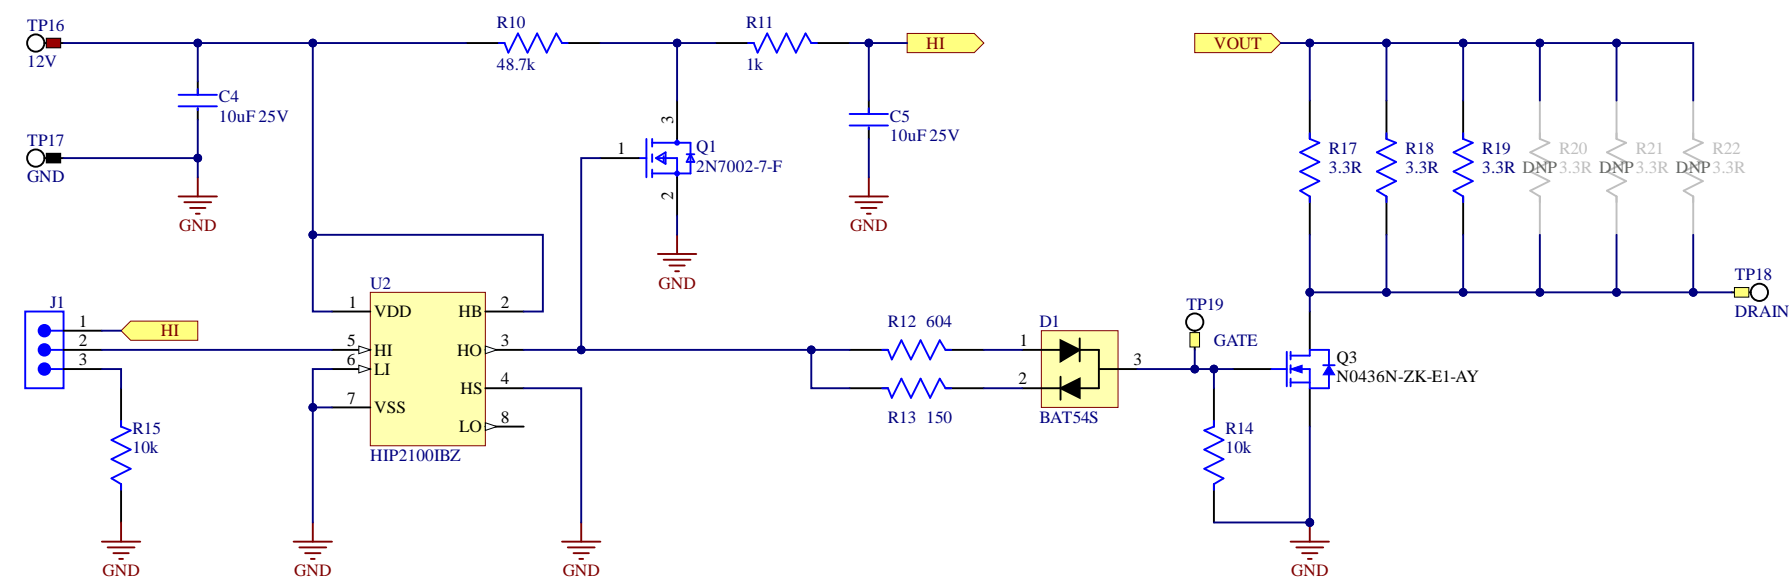 TP16
12V
TP17
GND
C4
10uF 25V
GND
R10
48.7k
R11
1k
HI
C5
10uF 25V
GND
3
1
2
Q1
2N7002-7-F
GND
VOUT
R17
3.3R
R18
3.3R
R19
3.3R
R20
DNP 3.3R
R21
DNP 3.3R
R22
DNP 3.3R
TP18
DRAIN
J1
1
2
3
HI
R15
10k
GND
U2
1 VDD
5 HI
6 LI
7 VSS
HB 2
HO 3
HS 4
LO 8
HIP2100IBZ
GND
GND
R12 604
R13 150
D1
1
2
3
BAT54S
TP19
GATE
R14
10k
Q3
N0436N-ZK-E1-AY
GND